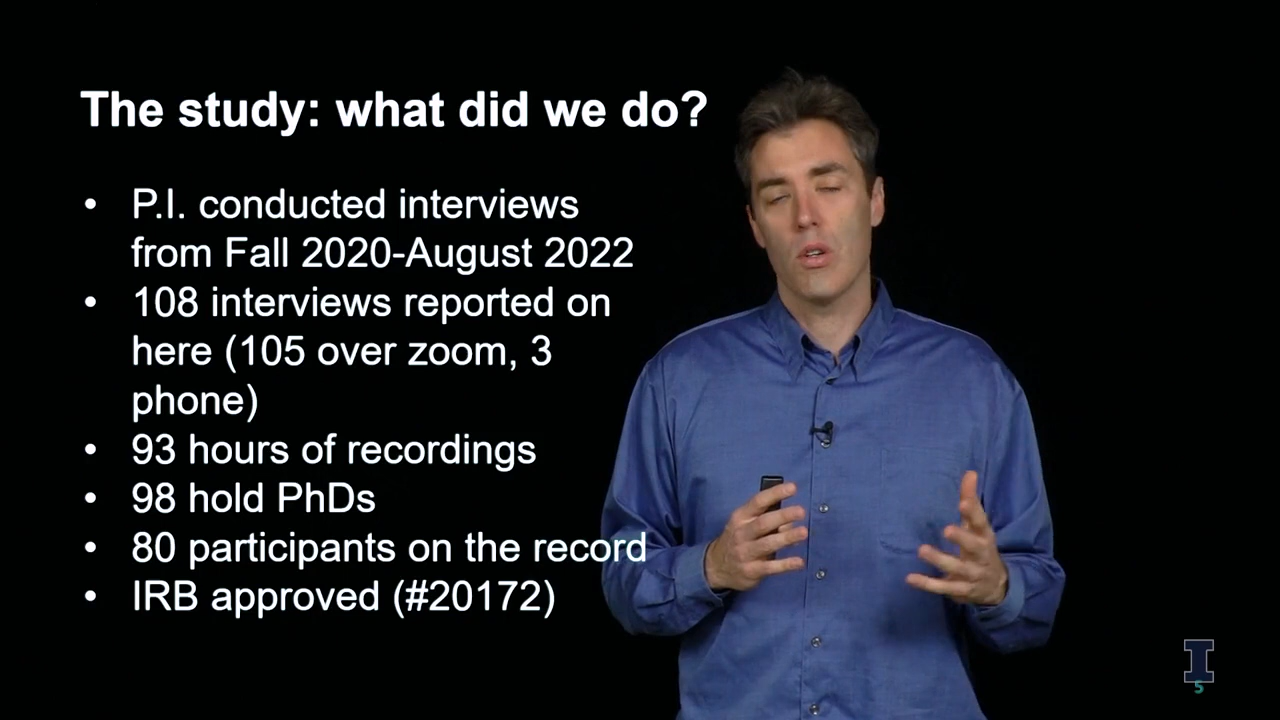 The study: what did we do?
• P.I. conducted interviews
from Fall 2020-August 2022
• 108 interviews reported on
here (105 over zoom, 3
phone)
• 93 hours of recordings
• 98 hold PhDs
• 80 participants on the record
• IRB approved (#20172)
I
5